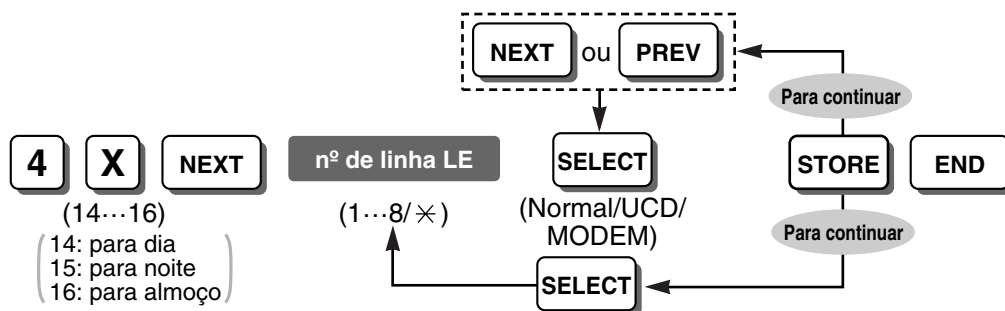 NEXT ou PREV
Para continuar
4 X NEXT nº de linha LE SELECT STORE END
(14···16) (1···8/✳) (Normal/UCD/
MODEM)
Para continuar
14: para dia
15: para noite
16: para almoço
SELECT